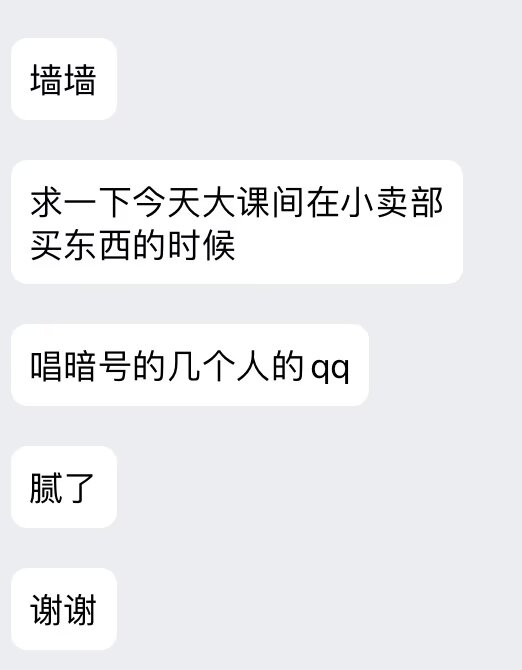 墙墙
求一下今天大课间在小卖部
买东西的时候
唱暗号的几个人的qq
腻了
谢谢